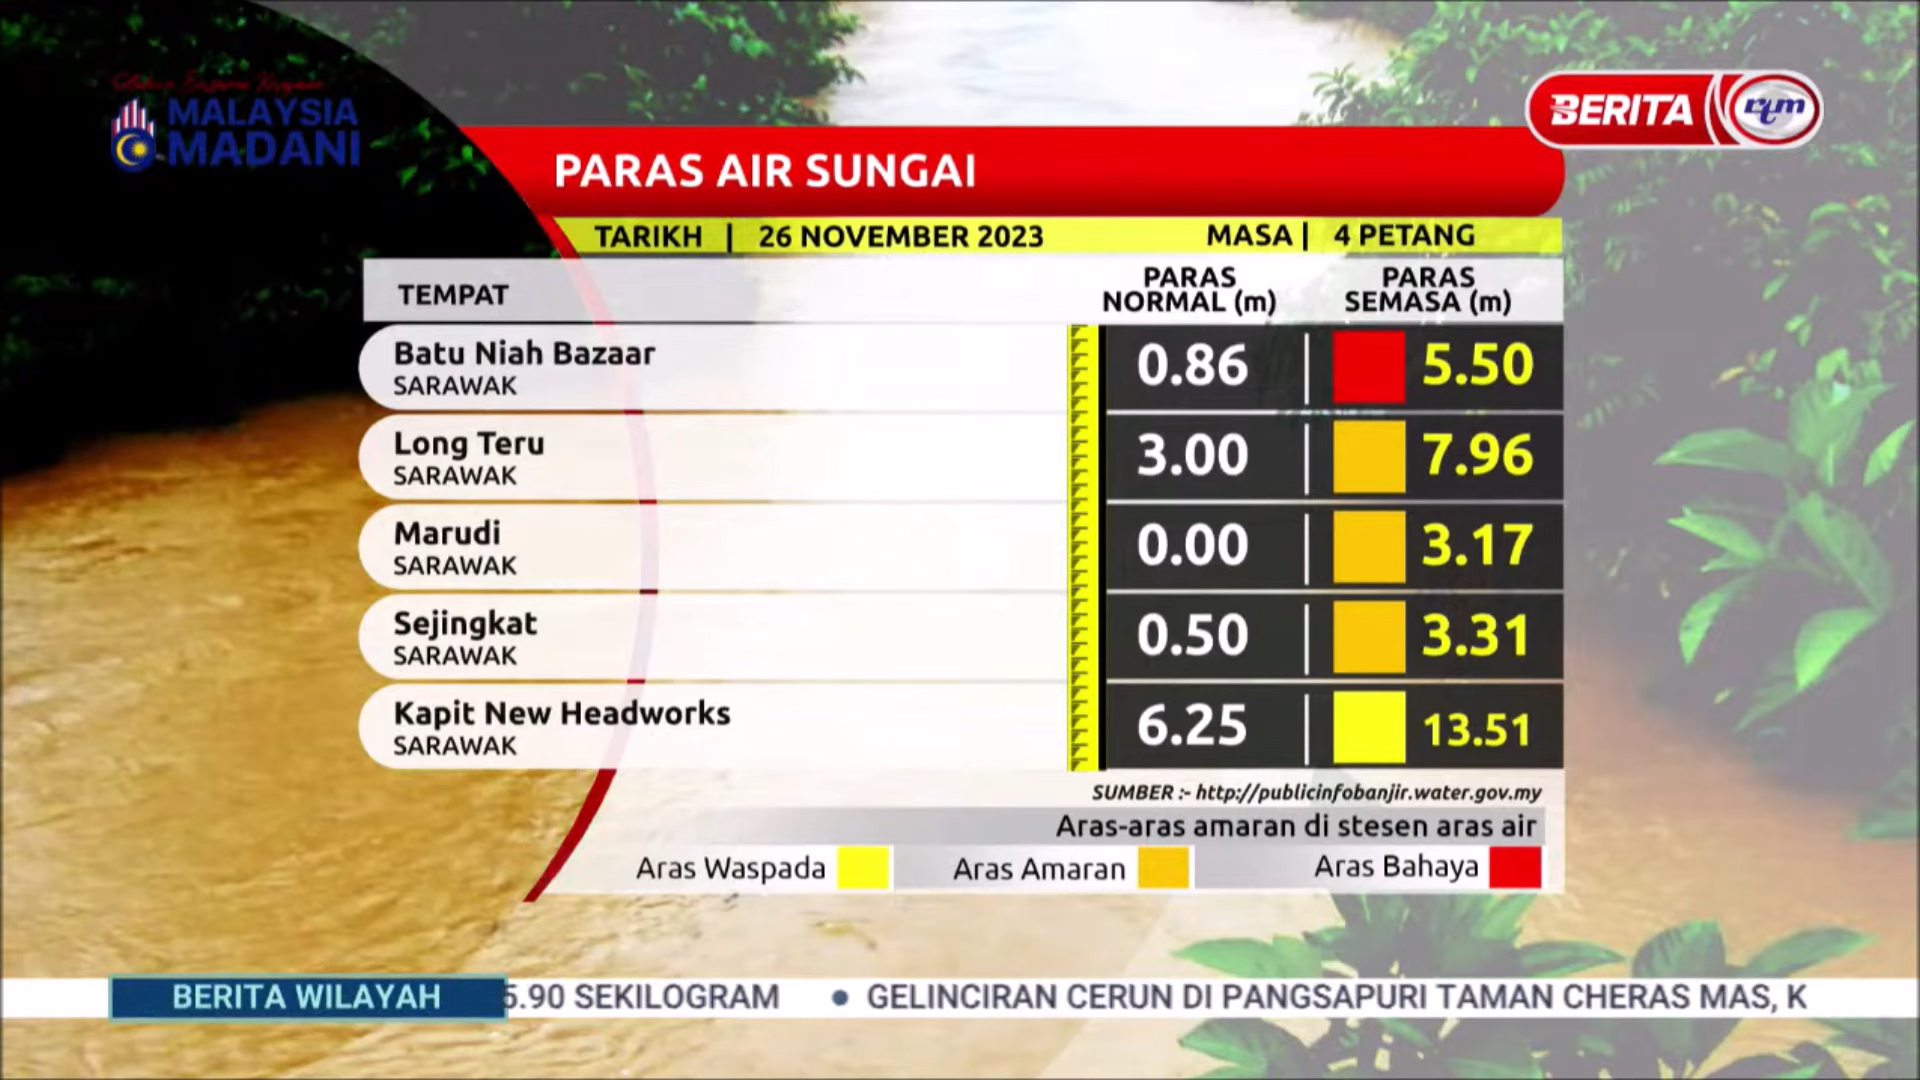 MALAYSIA
MADANI
BERITA rtm
PARAS AIR SUNGAI
TARIKH | 26 NOVEMBER 2023 MASA | 4 PETANG
TEMPAT PARAS NORMAL (m) PARAS SEMASA (m)
Batu Niah Bazaar
SARAWAK
0.86 5.50
Long Teru
SARAWAK
3.00 7.96
Marudi
SARAWAK
0.00 3.17
Sejingkat
SARAWAK
0.50 3.31
Kapit New Headworks
SARAWAK
6.25 13.51
SUMBER :- http://publicinfobanjir.water.gov.my
Aras-aras amaran di stesen aras air
Aras Waspada Aras Amaran Aras Bahaya
BERITA WILAYAH 5.90 SEKILOGRAM • GELINCIRAN CERUN DI PANGSAPURI TAMAN CHERAS MAS, K